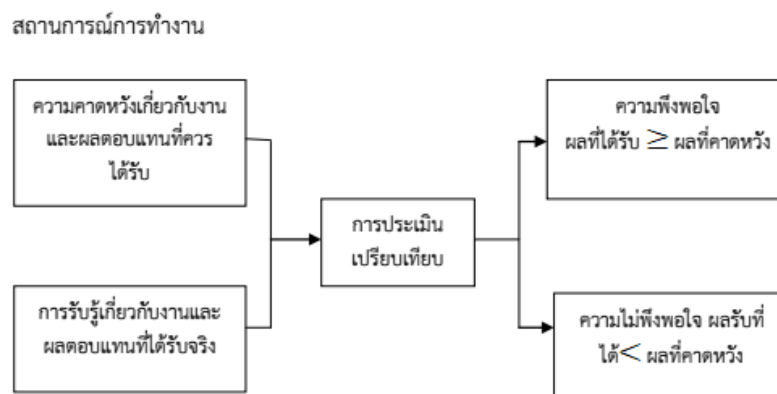 สถานการณ์การทำงาน
ความคาดหวังเกี่ยวกับงาน
และผลตอบแทนที่ควร
ได้รับ
การรับรู้เกี่ยวกับงานและ
ผลตอบแทนที่ได้รับจริง
การประเมิน
เปรียบเทียบ
ความพึงพอใจ
ผลที่ได้รับ ≥ ผลที่คาดหวัง
ความไม่พึงพอใจ ผลรับที่
ได้< ผลที่คาดหวัง